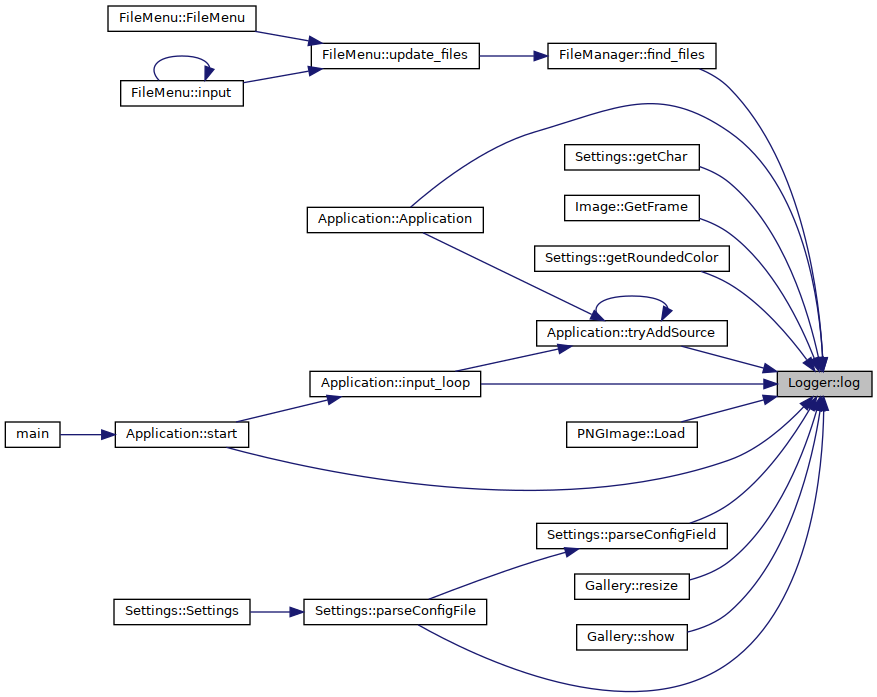 FileMenu::FileMenu
FileMenu::update_files
FileManager::find_files
FileMenu::input
Settings::getChar
Image::GetFrame
Application::Application
Settings::getRoundedColor
Application::tryAddSource
Application::input_loop
Logger::log
main
Application::start
PNGImage::Load
Settings::parseConfigField
Gallery::resize
Settings::Settings
Settings::parseConfigFile
Gallery::show